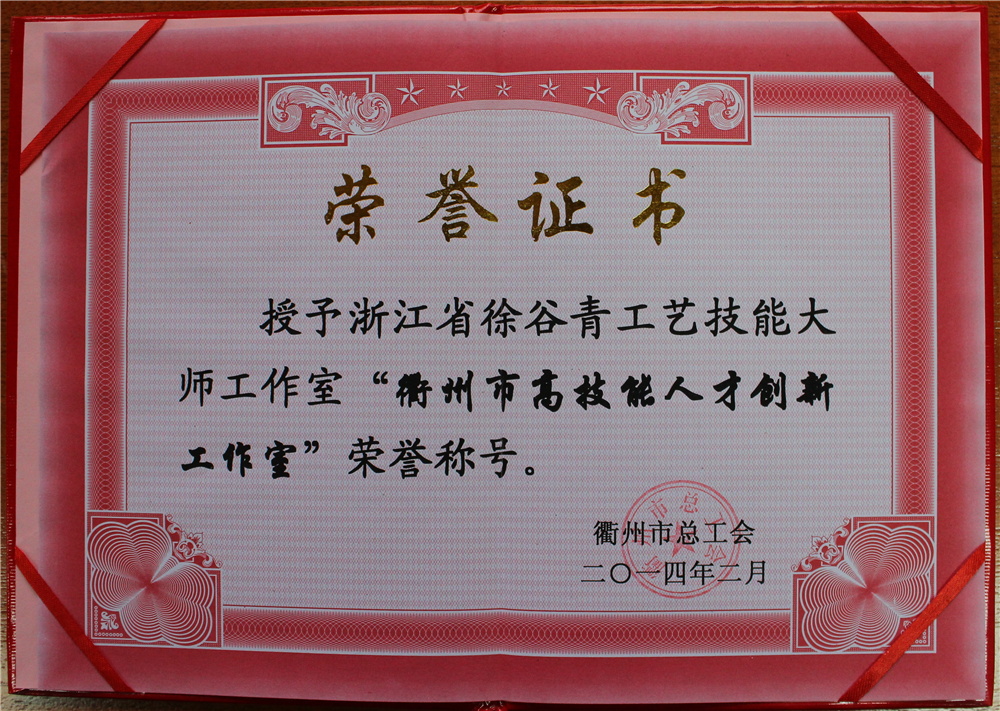 荣誉证书
授予浙江省徐谷青工艺技能大
师工作室“衢州市高技能人才创新
工作室”荣誉称号。
衢州市总工会
二〇一四年二月